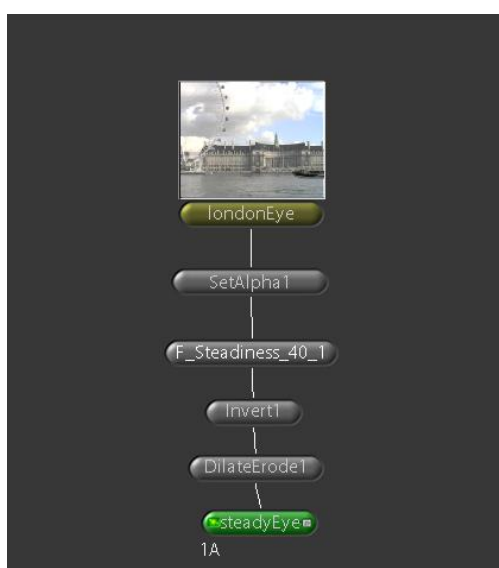 londonEye
SetAlpha1
F_Steadiness_40_1
Invert1
DilateErode1
steadyEye
1A